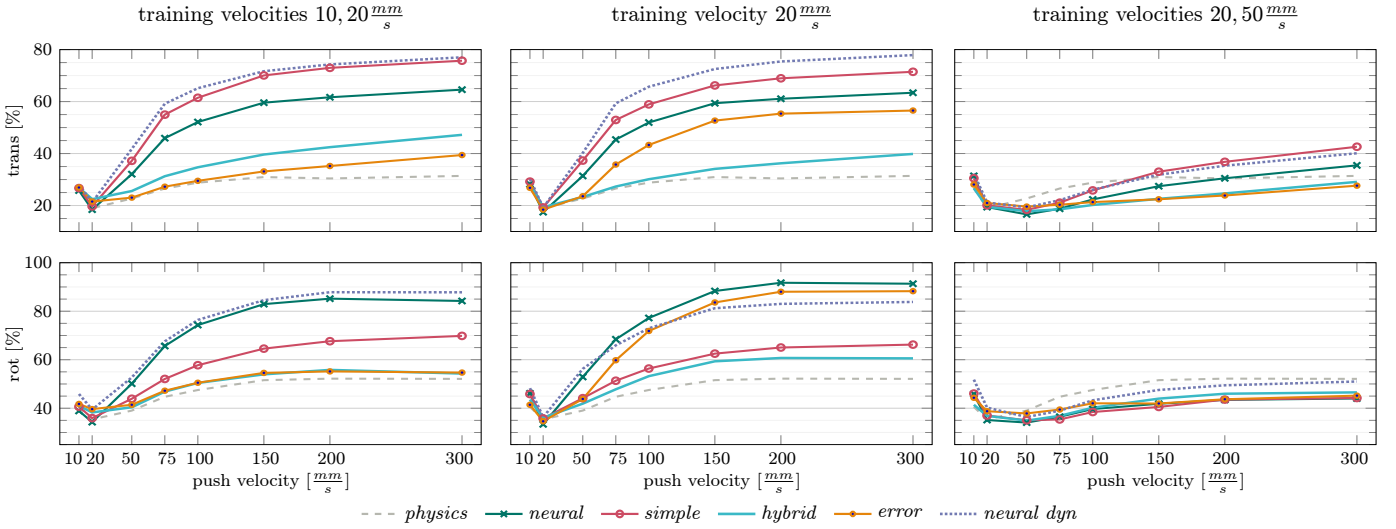 training velocities 10, 20 mm/s
training velocity 20 mm/s
training velocities 20, 50 mm/s
80
60
40
20
trans [%]
100
80
60
40
rot [%]
10 20 50 75 100 150 200 300
10 20 50 75 100 150 200 300
10 20 50 75 100 150 200 300
push velocity [mm/s]
push velocity [mm/s]
push velocity [mm/s]
physics neural simple hybrid error neural dyn